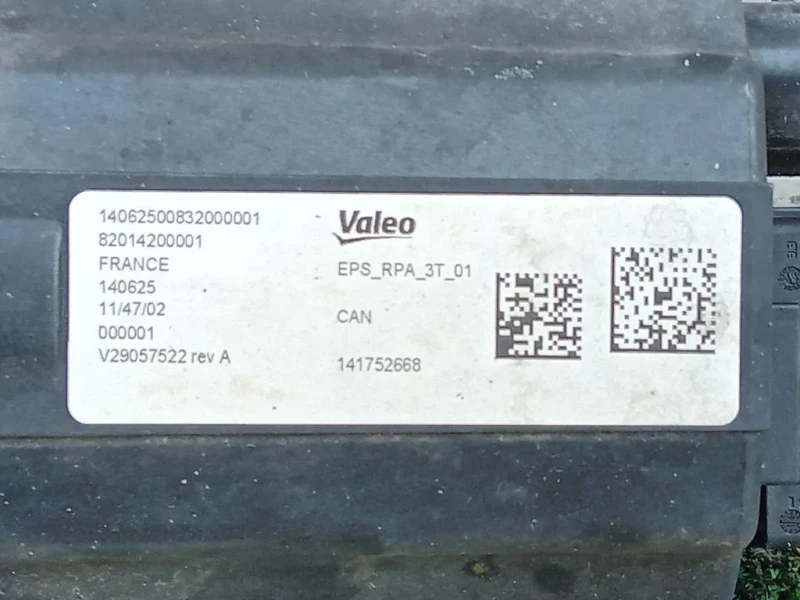 14062500832000001
82014200001
FRANCE
140625
11/47/02
000001
V29057522 rev A
Valeo
EPS_RPA_3T_01
CAN
141752668